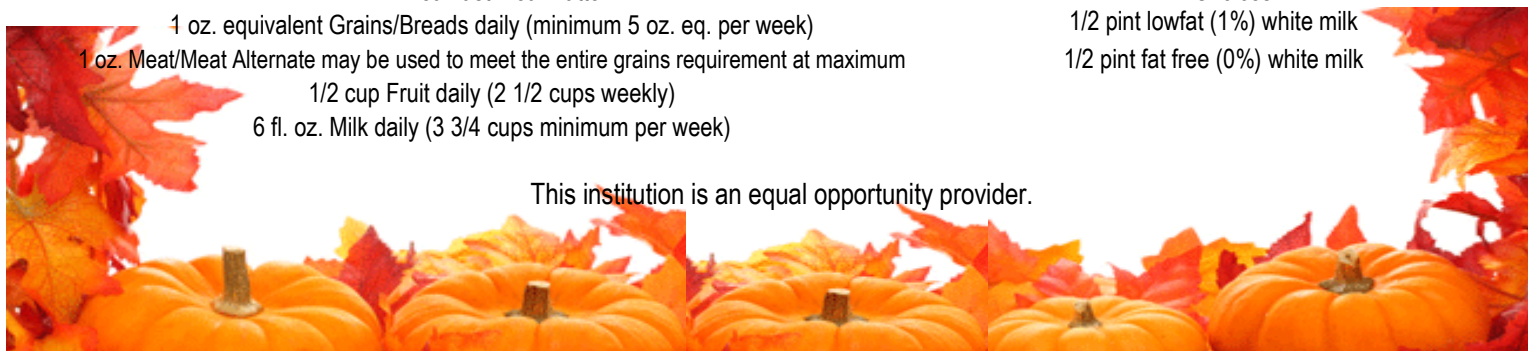 1 oz. equivalent Grains/Breads daily (minimum 5 oz. eq. per week)
1 oz. Meat/Meat Alternate may be used to meet the entire grains requirement at maximum
1/2 cup Fruit daily (2 1/2 cups weekly)
6 fl. oz. Milk daily (3 3/4 cups minimum per week)
1/2 pint lowfat (1%) white milk
1/2 pint fat free (0%) white milk
This institution is an equal opportunity provider.